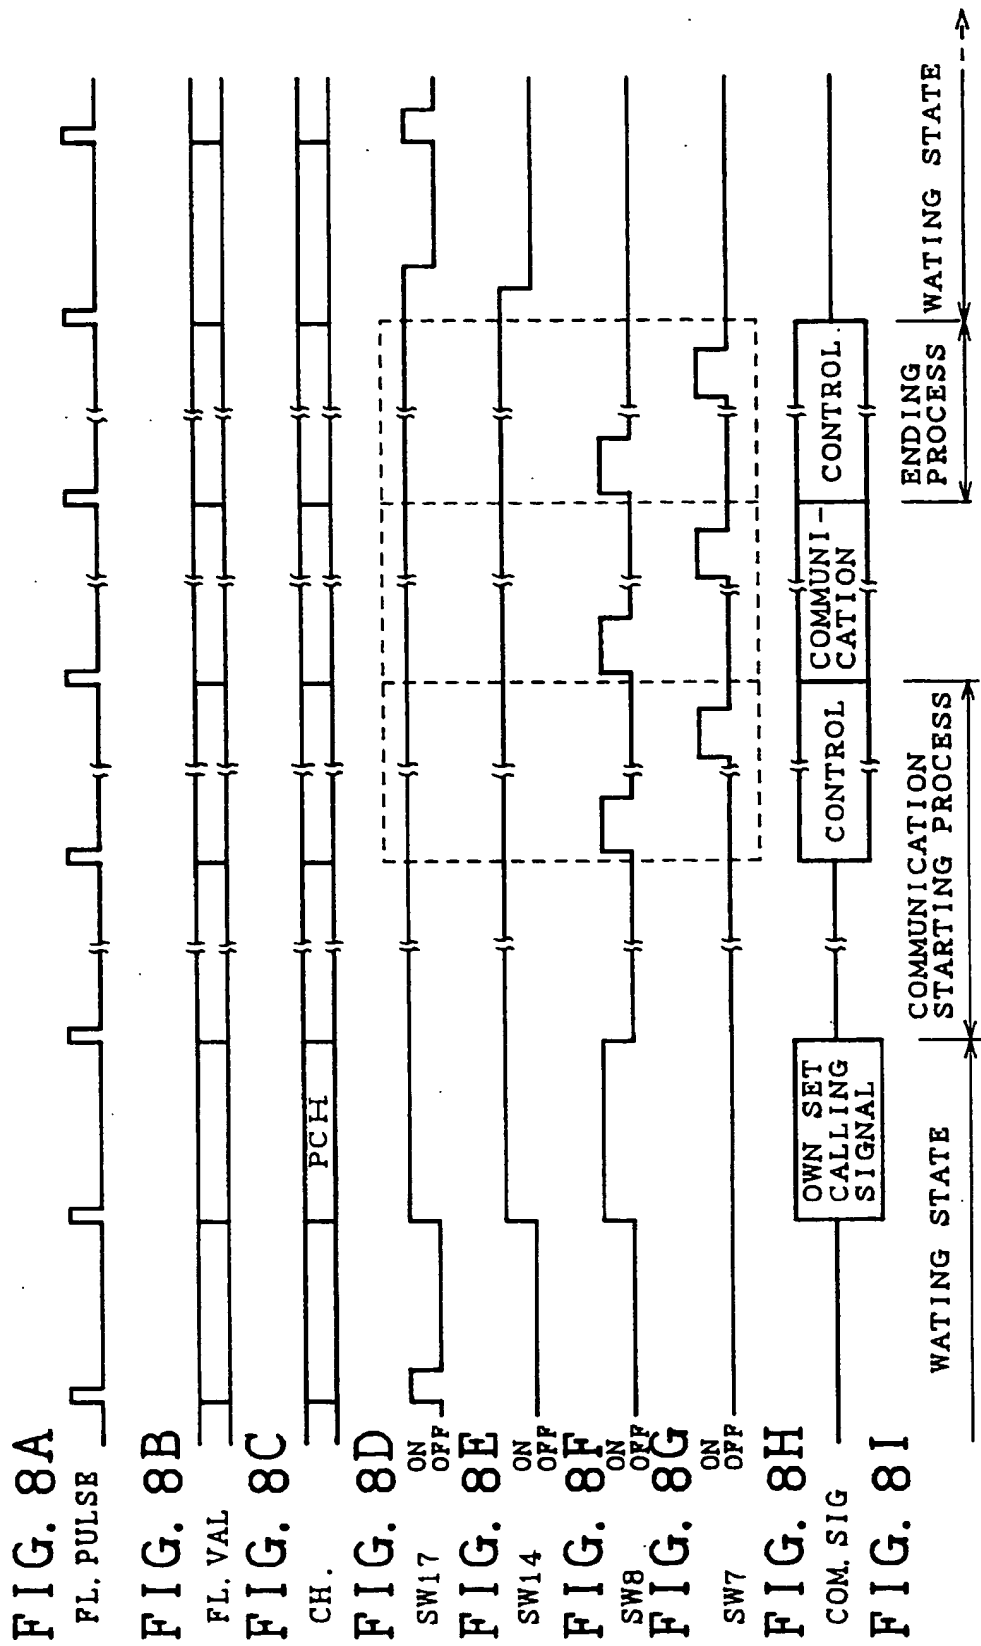 FIG. 8A
FL. PULSE
FIG. 8B
FL. VAL
FIG. 8C
CH.
PCH
FIG. 8D
SW17
ON
OFF
FIG. 8E
SW14
ON
OFF
FIG. 8F
SW8
ON
OFF
FIG. 8G
SW7
ON
OFF
FIG. 8H
COM. SIG
OWN SET
CALLING
SIGNAL
CONTROL
COMMUNI-
CATION
CONTROL
FIG. 8I
WATING STATE
COMMUNICATION
STARTING PROCESS
ENDING
PROCESS
WATING STATE